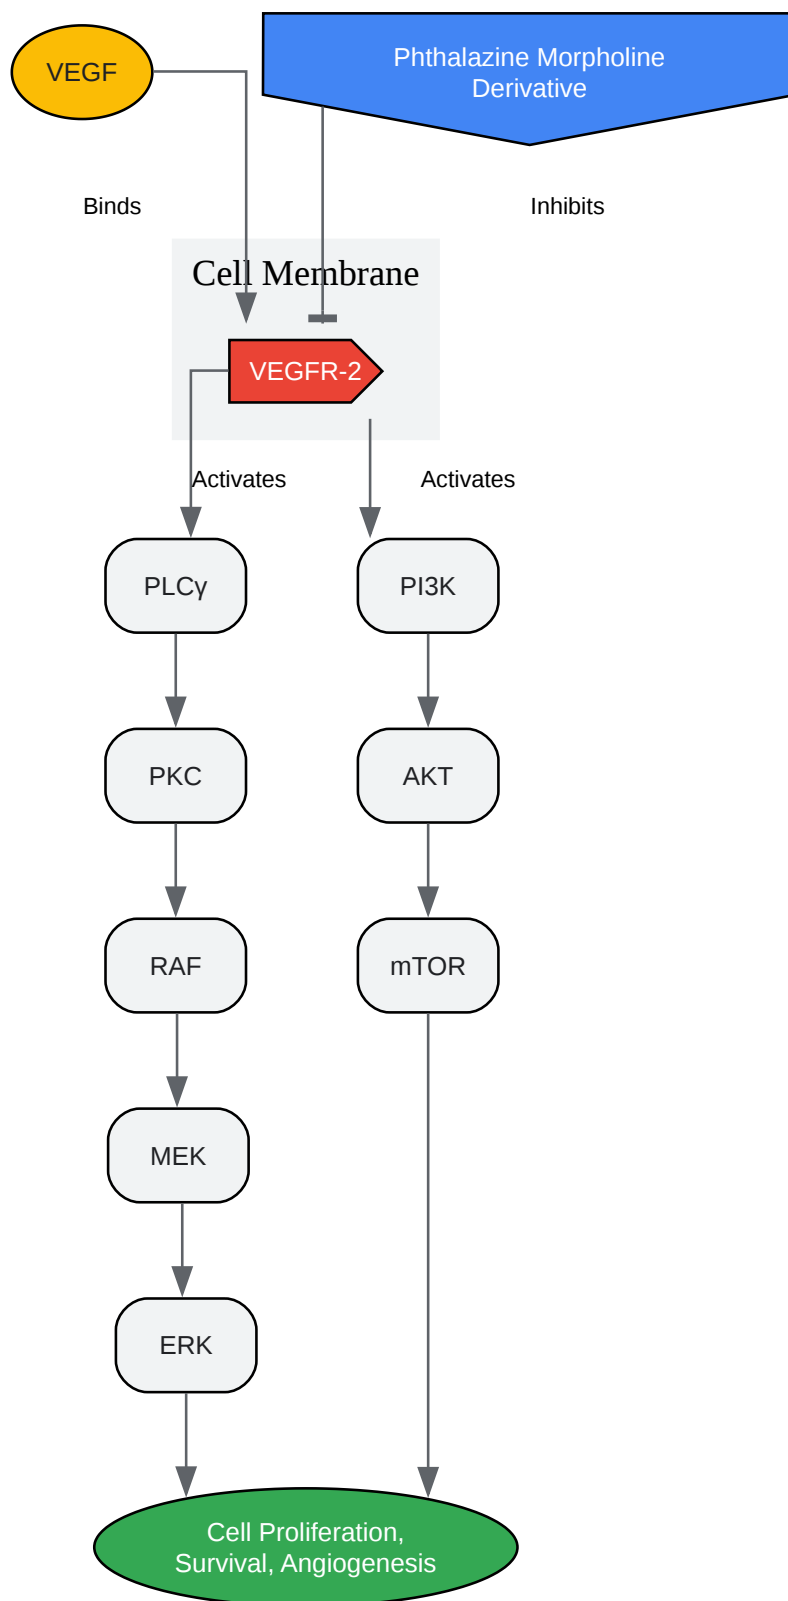 VEGF
Phthalazine Morpholine
Derivative
Binds
Inhibits
Cell Membrane
VEGFR-2
Activates
Activates
PLCγ
PI3K
PKC
AKT
RAF
mTOR
MEK
ERK
Cell Proliferation,
Survival, Angiogenesis